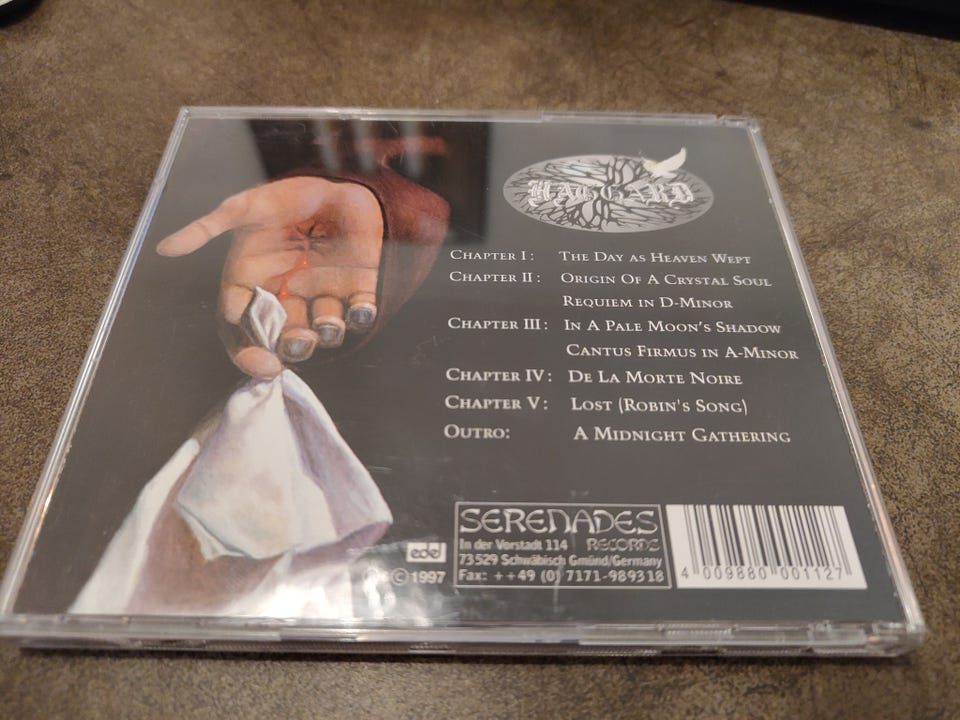 HAGGARD
CHAPTER I: THE DAY AS HEAVEN WEPT
CHAPTER II: ORIGIN OF A CRYSTAL SOUL
REQUIEM IN D-MINOR
CHAPTER III: IN A PALE MOON'S SHADOW
CANTUS FIRMUS IN A-MINOR
CHAPTER IV: DE LA MORTE NOIRE
CHAPTER V: LOST (ROBIN'S SONG)
OUTRO: A MIDNIGHT GATHERING
edel
℗ © 1997
SERENADES
RECORDS
In der Vorstadt 114
73529 Schwäbisch Gmünd/Germany
Fax: ++49 (0) 7171-989318
4 009880 001127